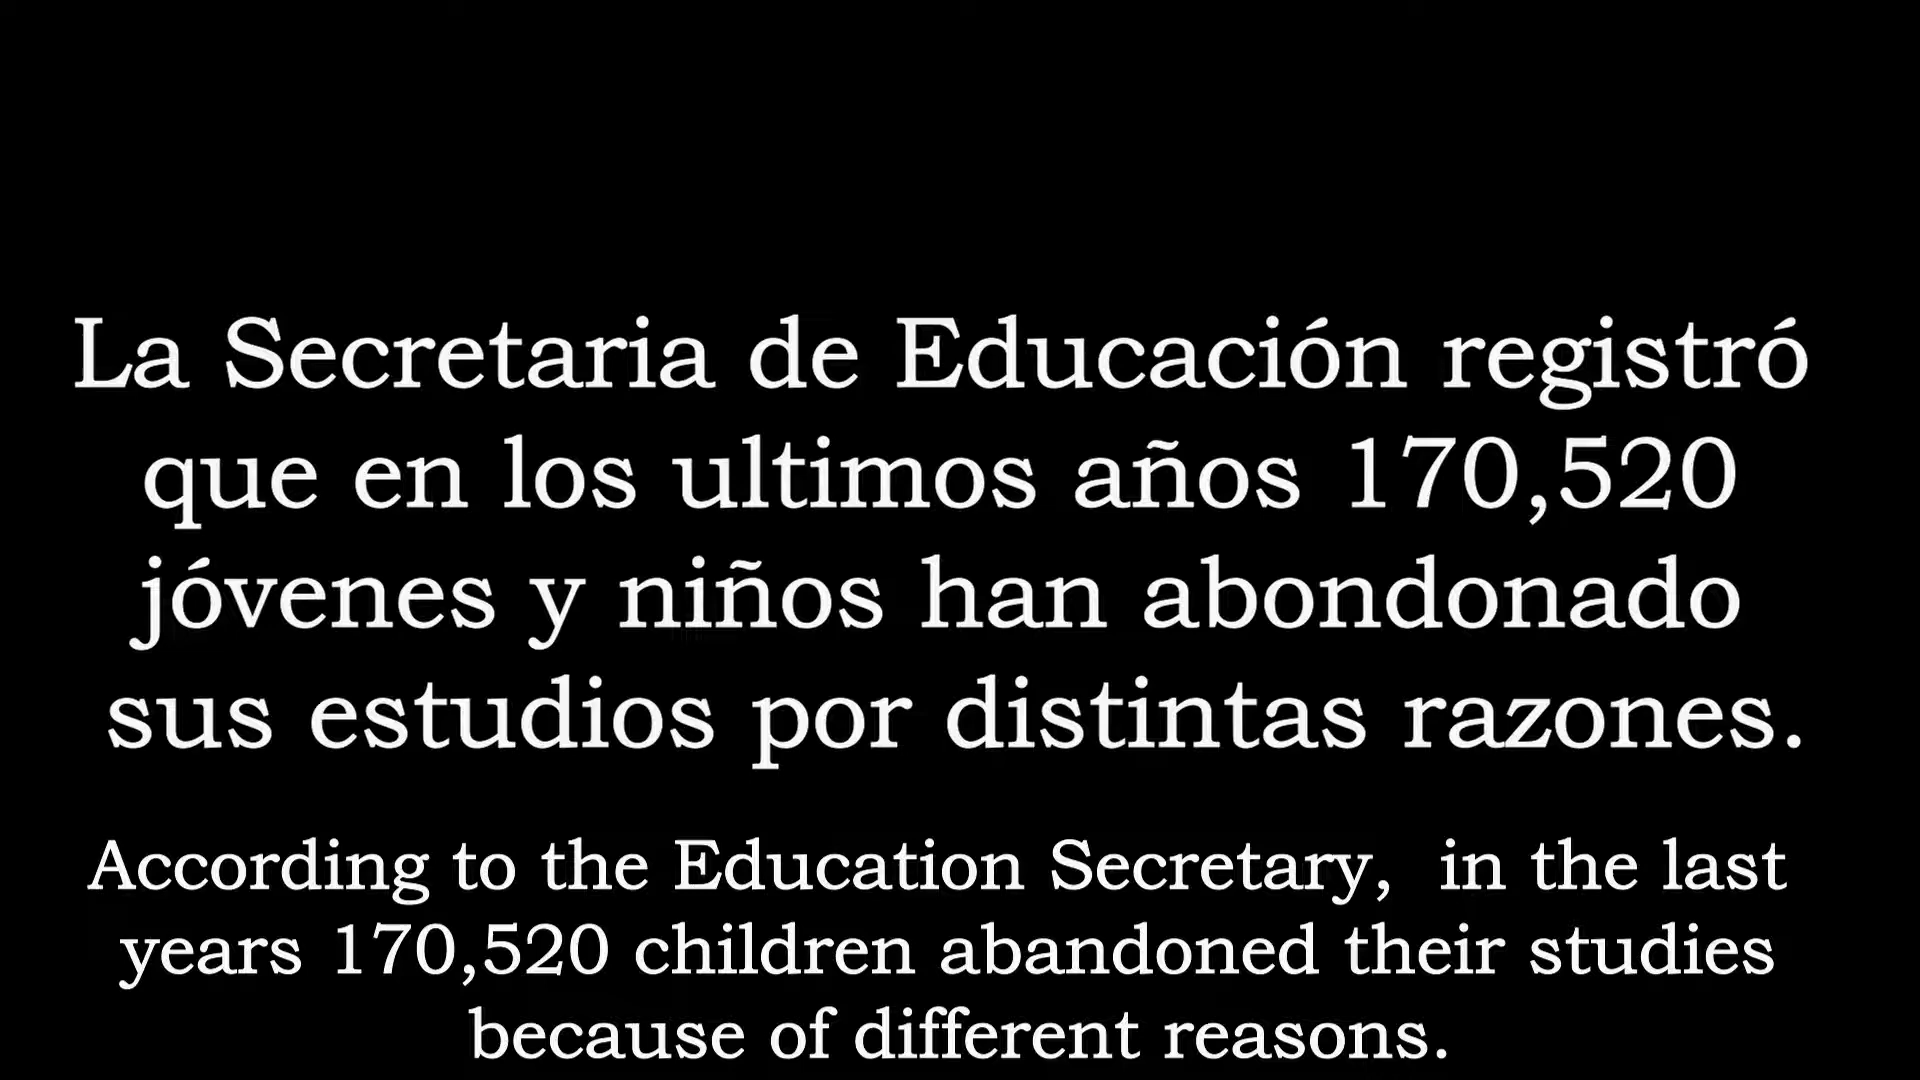 La Secretaria de Educación registró
que en los ultimos años 170,520
jóvenes y niños han abondonado
sus estudios por distintas razones.
According to the Education Secretary, in the last
years 170,520 children abandoned their studies
because of different reasons.